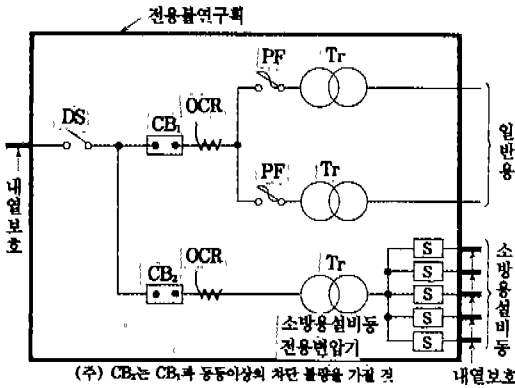 전용불연구획
PF
Tr
DS
CB₁
OCR
PF
Tr
일반용
내열보호
CB₂
OCR
Tr
S
S
S
S
S
소방용설비등
소방용설비등
전용변압기
(주) CB₂는 CB₁과 동등이상의 차단 용량을 가질 것
내열보호